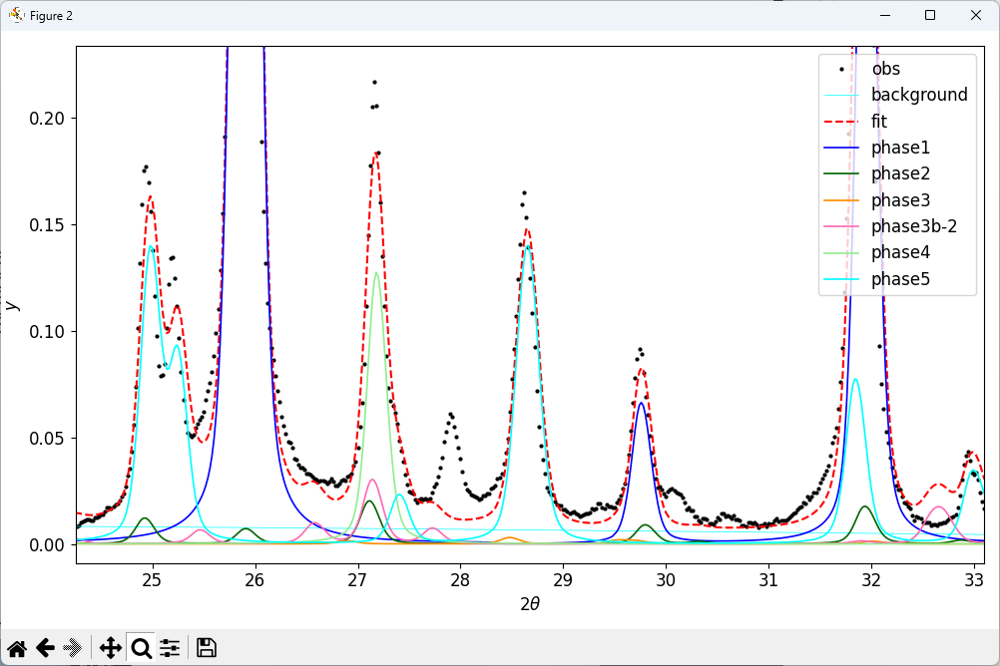 Figure 2
0.20
0.15
0.10
0.05
0.00
y
25 26 27 28 29 30 31 32 33
2θ
obs
background
fit
phase1
phase2
phase3
phase3b-2
phase4
phase5